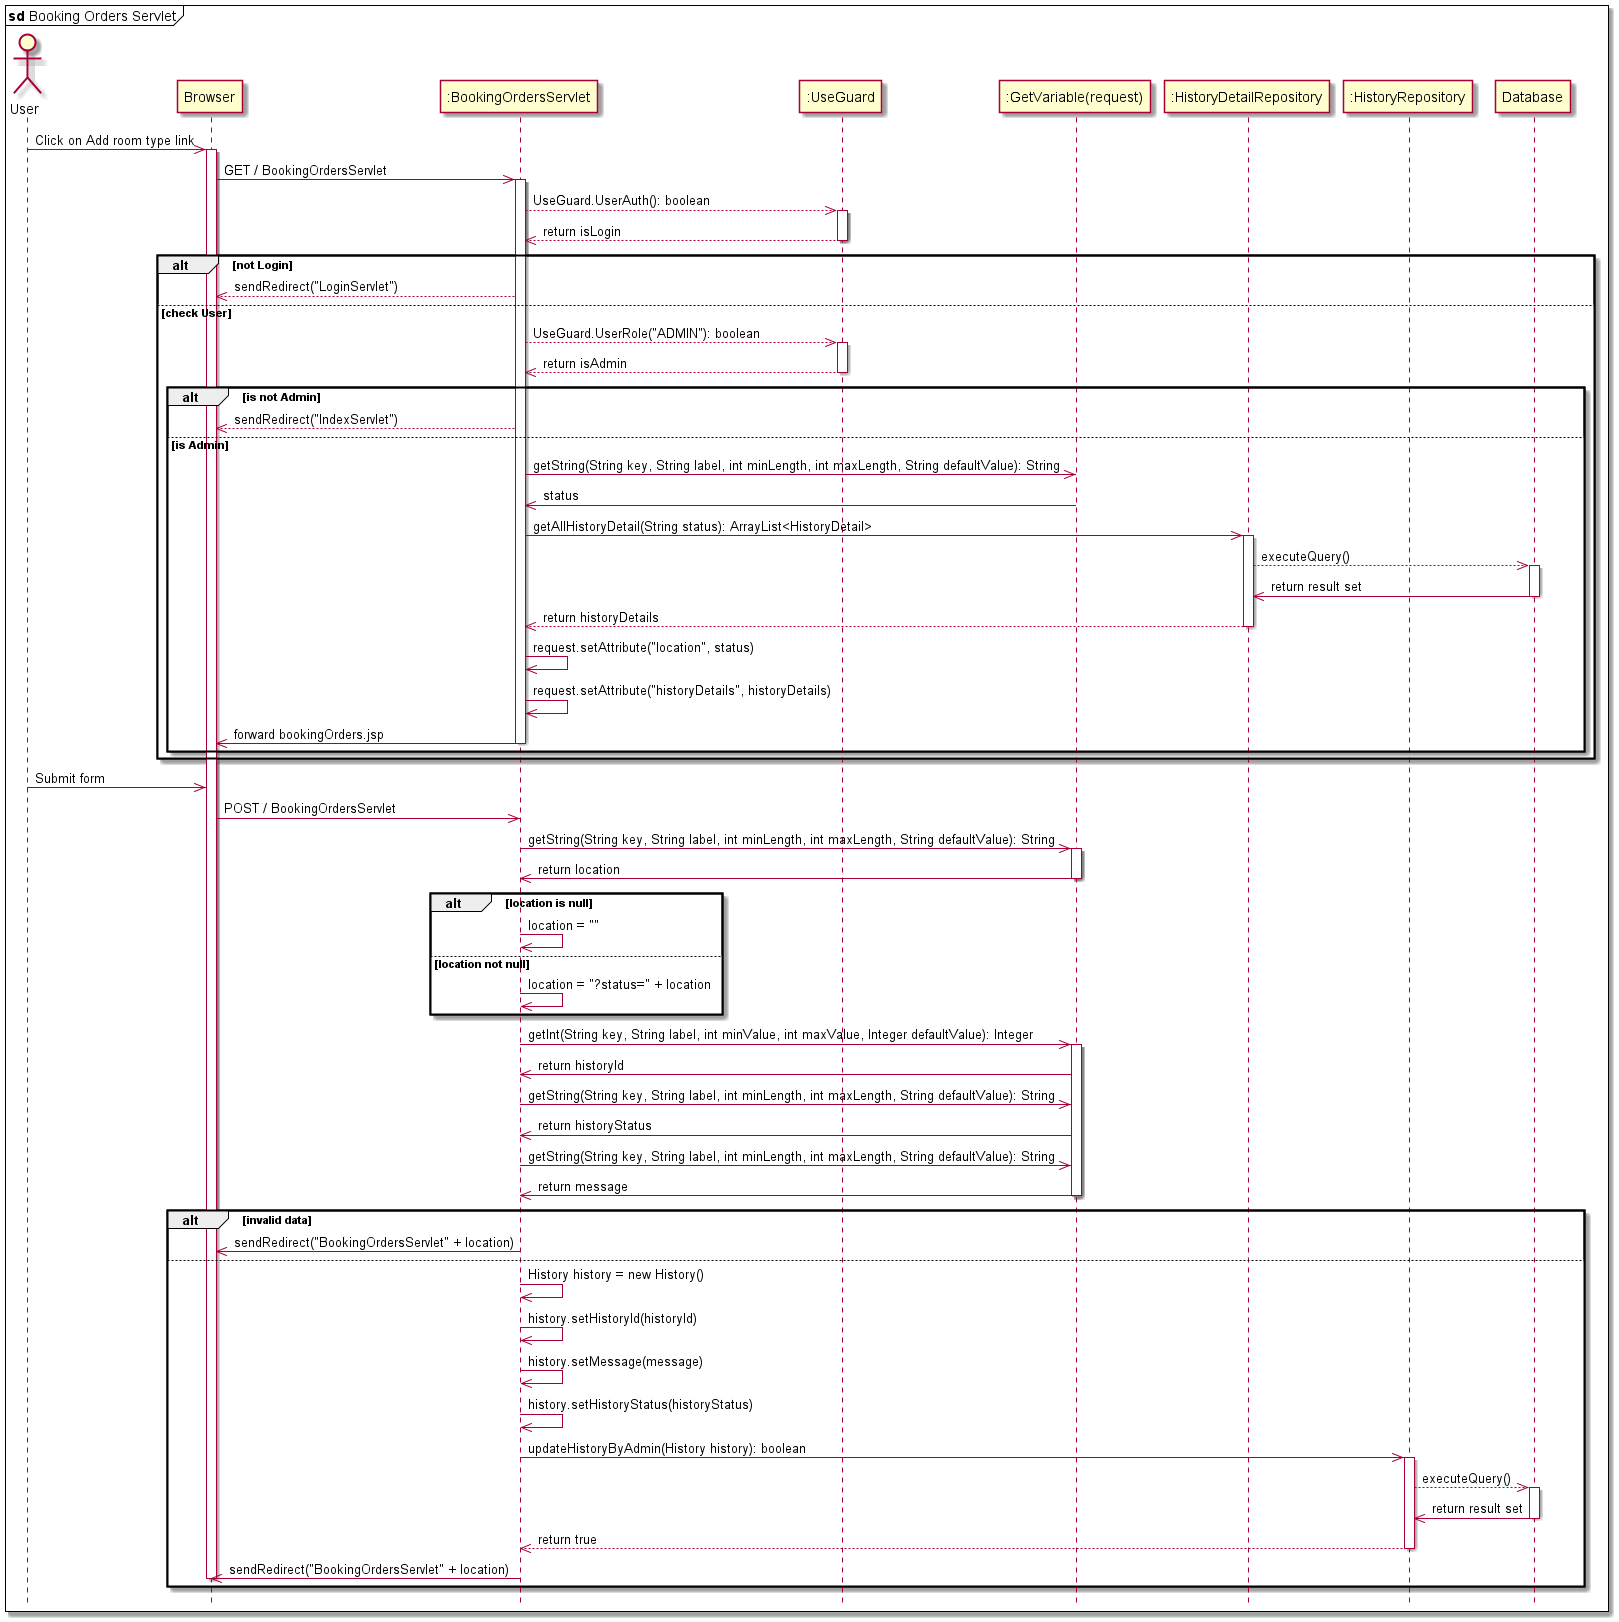 sd Booking Orders Servlet
User
Browser
:BookingOrdersServlet
:UseGuard
:GetVariable(request)
:HistoryDetailRepository
:HistoryRepository
Database
Click on Add room type link
GET / BookingOrdersServlet
UseGuard.UserAuth(): boolean
return isLogin
alt [not Login]
sendRedirect("LoginServlet")
[check User]
UseGuard.UserRole("ADMIN"): boolean
return isAdmin
alt [is not Admin]
sendRedirect("IndexServlet")
[is Admin]
getString(String key, String label, int minLength, int maxLength, String defaultValue): String
status
getAllHistoryDetail(String status): ArrayList<HistoryDetail>
executeQuery()
return result set
return historyDetails
request.setAttribute("location", status)
request.setAttribute("historyDetails", historyDetails)
forward bookingOrders.jsp
Submit form
POST / BookingOrdersServlet
getString(String key, String label, int minLength, int maxLength, String defaultValue): String
return location
alt [location is null]
location = ""
[location not null]
location = "?status=" + location
getInt(String key, String label, int minValue, int maxValue, Integer defaultValue): Integer
return historyId
getString(String key, String label, int minLength, int maxLength, String defaultValue): String
return historyStatus
getString(String key, String label, int minLength, int maxLength, String defaultValue): String
return message
alt [invalid data]
sendRedirect("BookingOrdersServlet" + location)
History history = new History()
history.setHistoryId(historyId)
history.setMessage(message)
history.setHistoryStatus(historyStatus)
updateHistoryByAdmin(History history): boolean
executeQuery()
return result set
return true
sendRedirect("BookingOrdersServlet" + location)